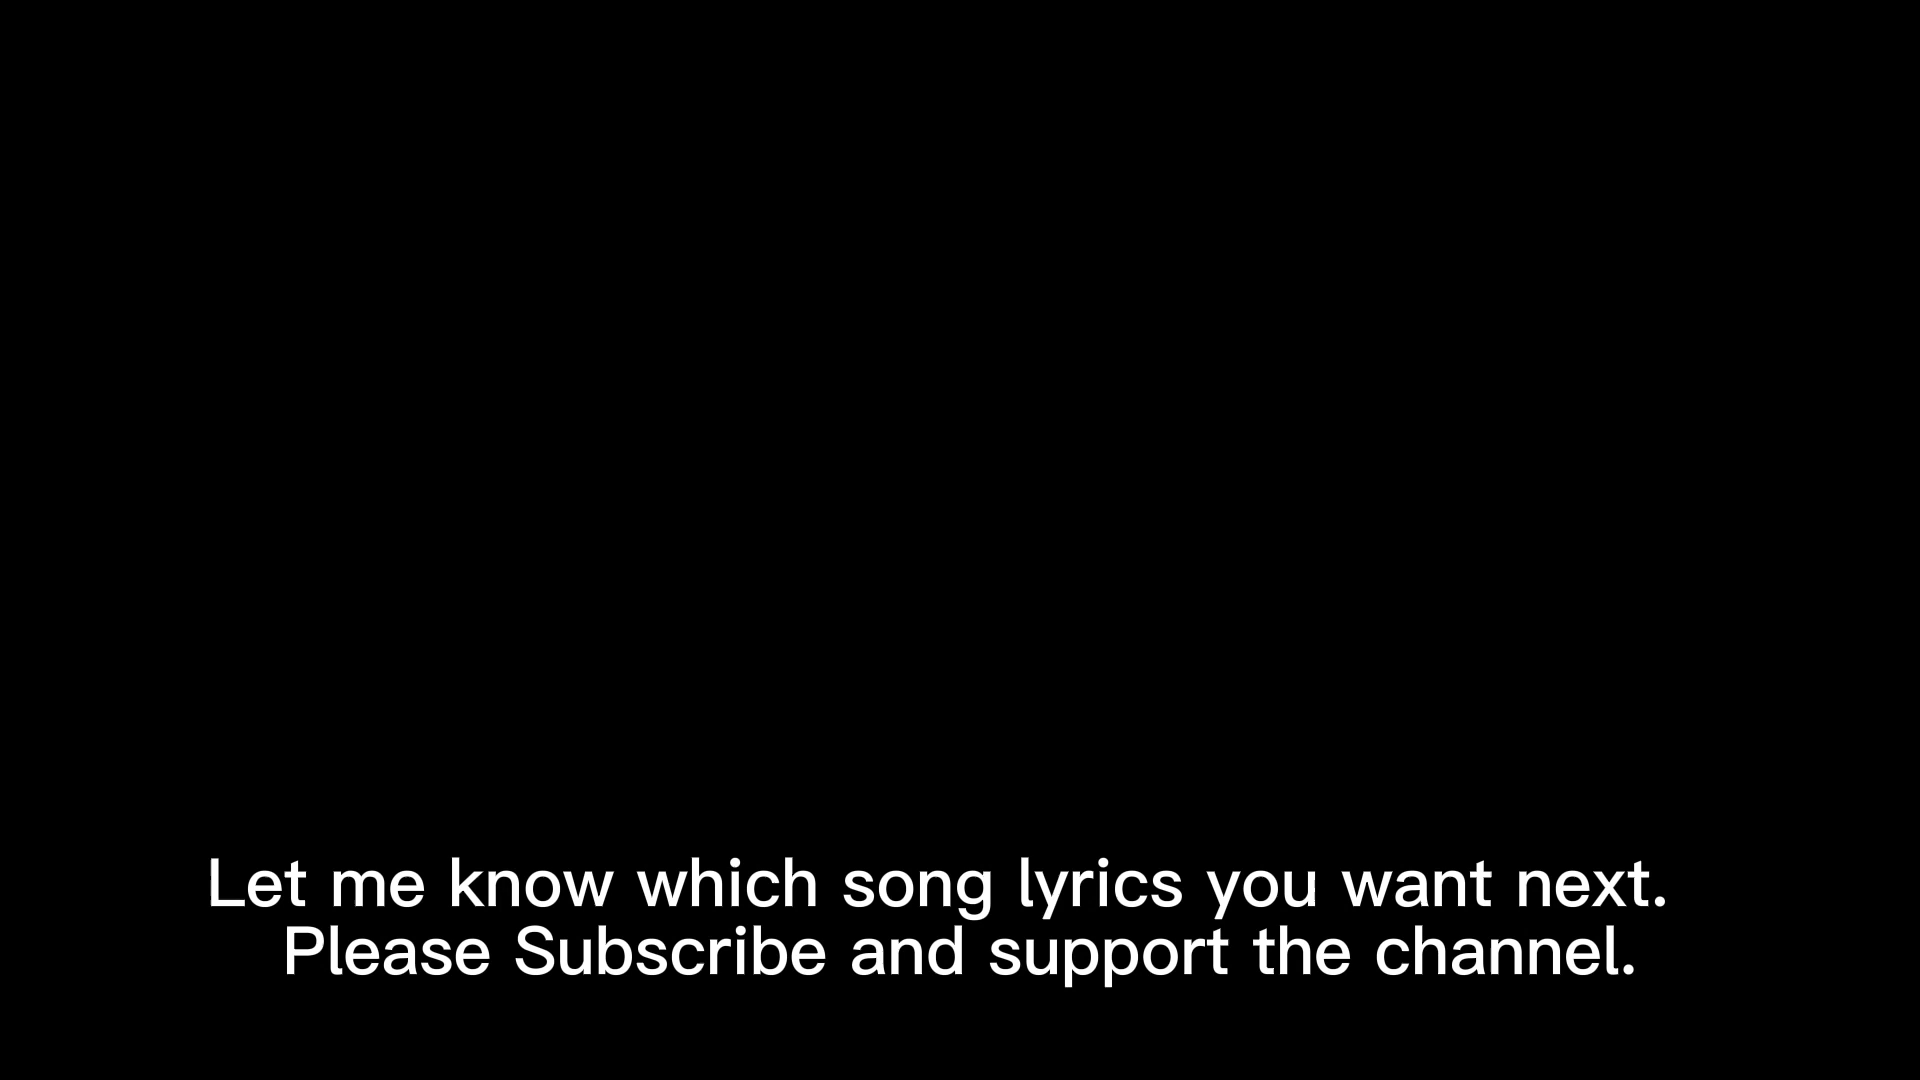 Let me know which song lyrics you want next.
Please Subscribe and support the channel.